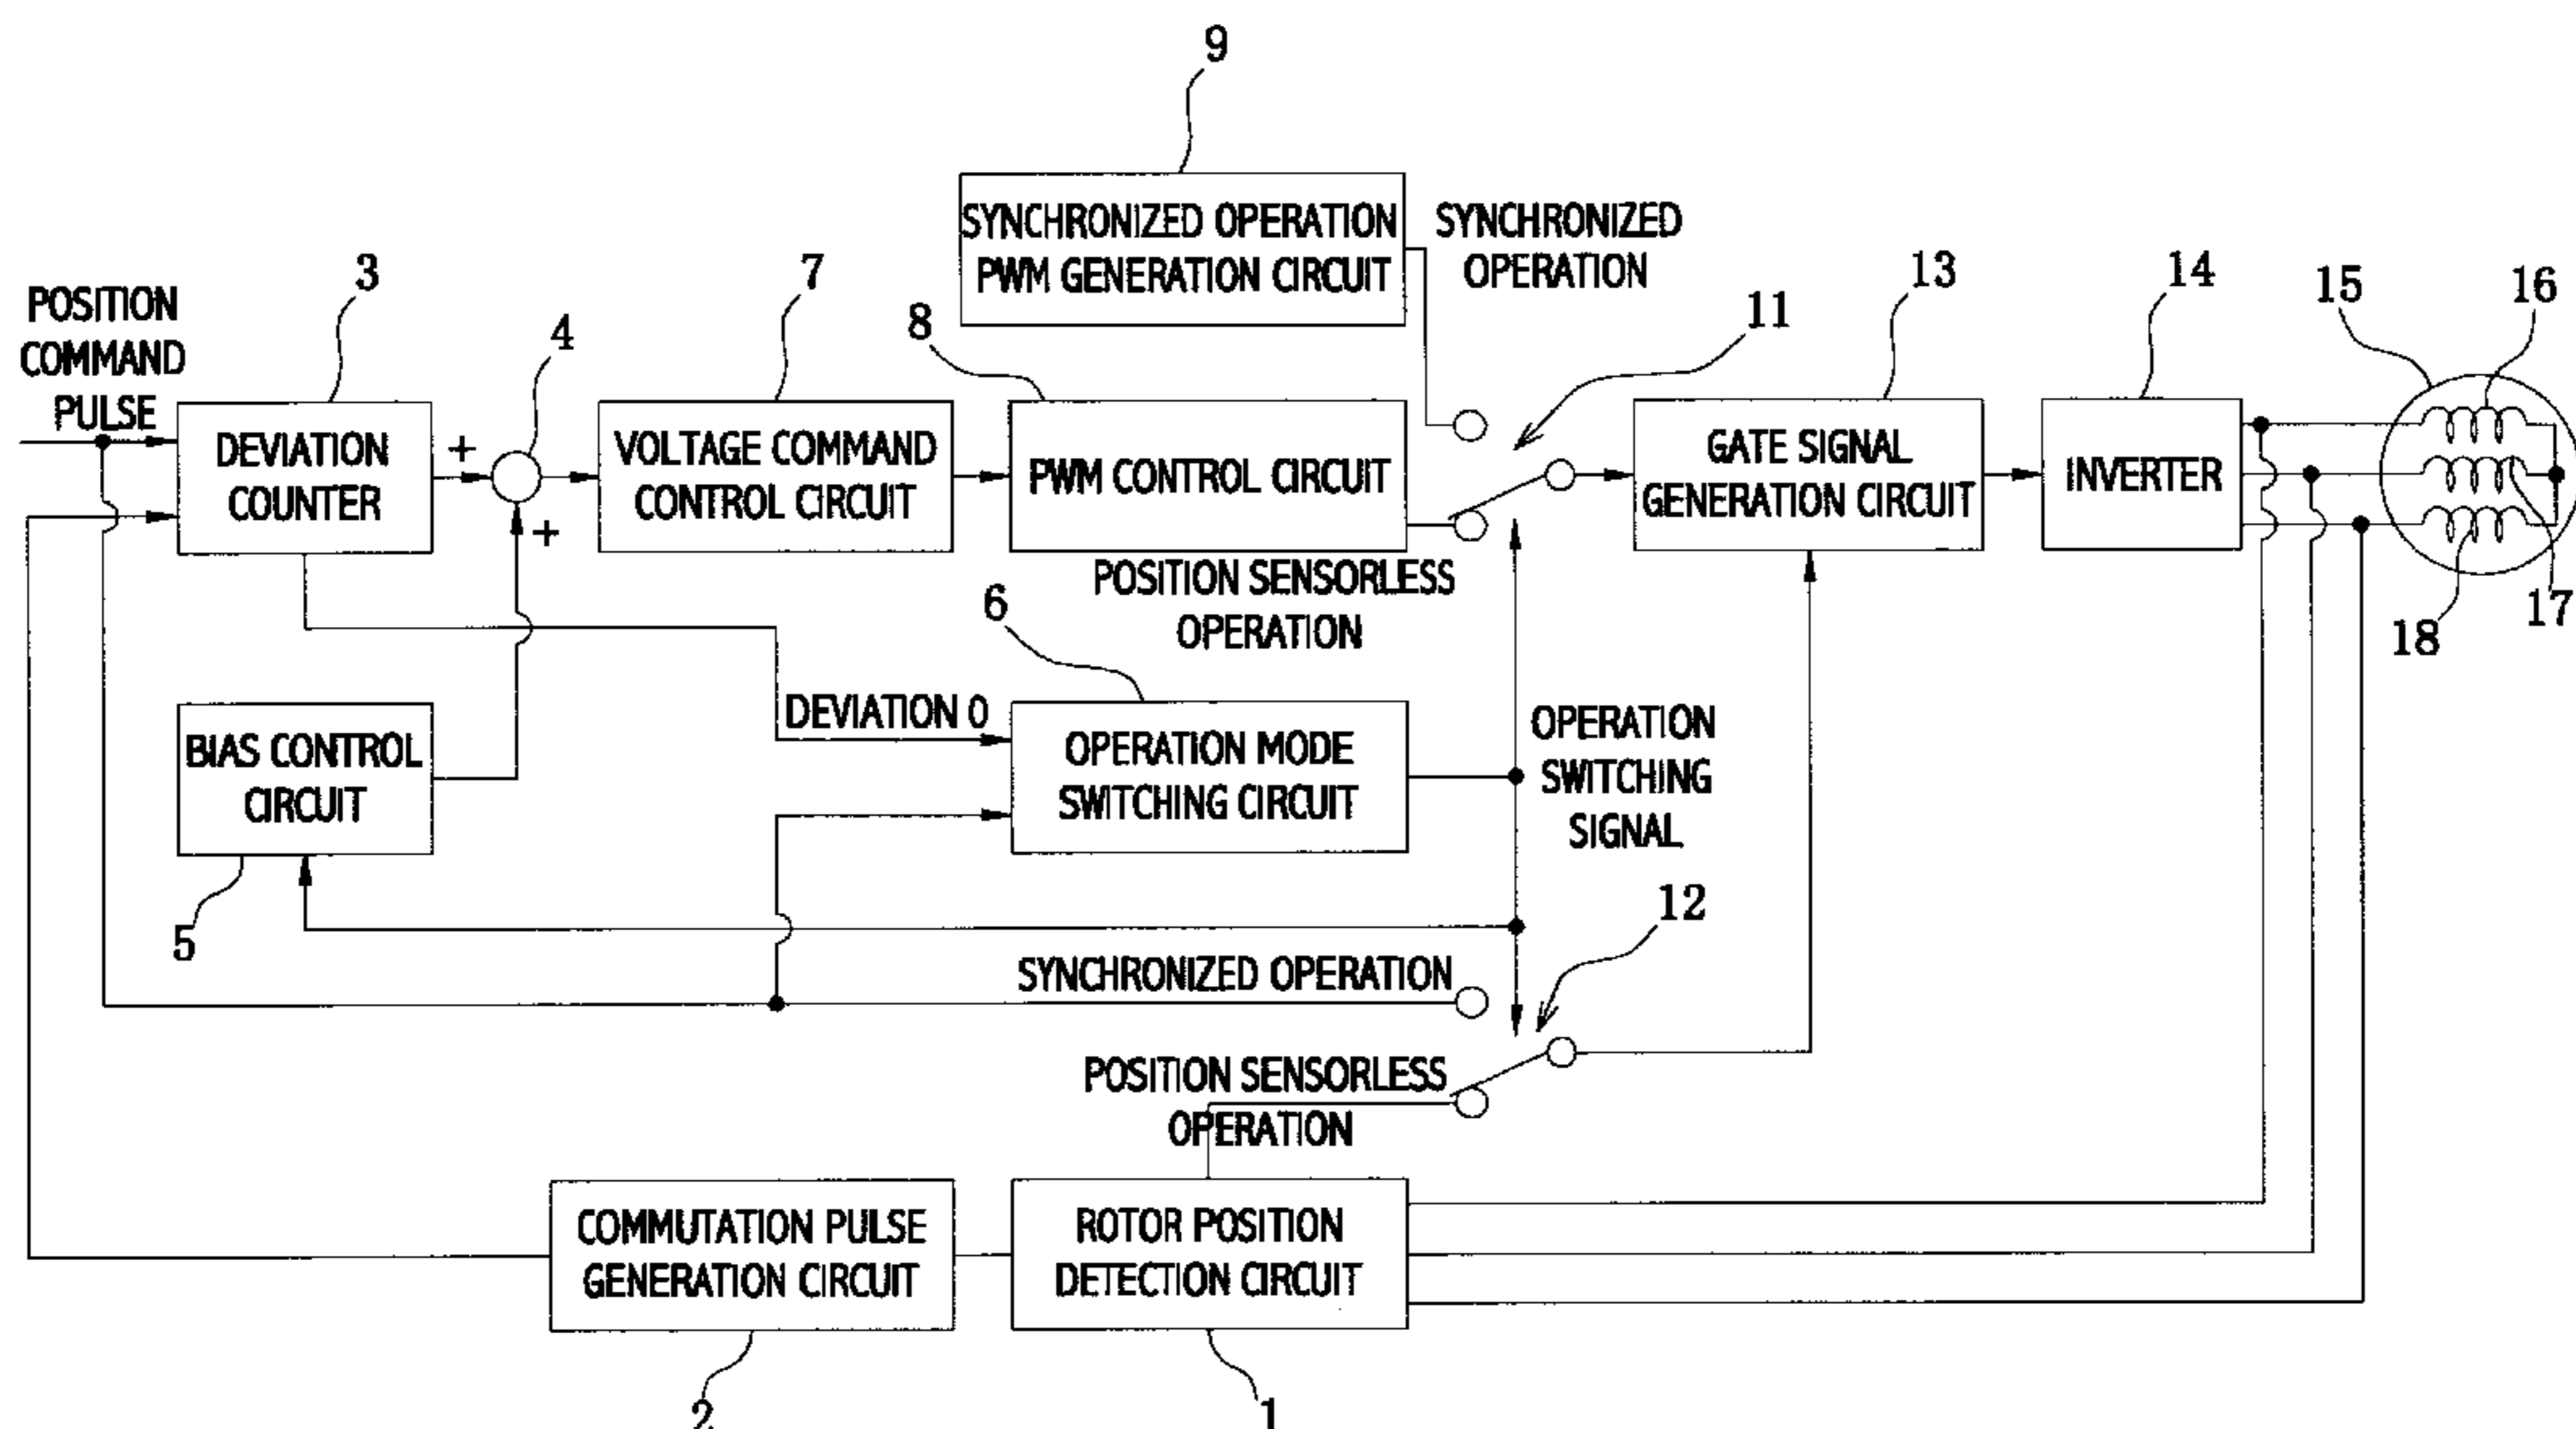 9
SYNCHRONIZED OPERATION
PWM GENERATION CIRCUIT
SYNCHRONIZED
OPERATION
POSITION
COMMAND
PULSE
3
DEVIATION
COUNTER
+
+
4
7
VOLTAGE COMMAND
CONTROL CIRCUIT
8
PWM CONTROL CIRCUIT
POSITION SENSORLESS
OPERATION
11
13
GATE SIGNAL
GENERATION CIRCUIT
14
INVERTER
15
16
17
18
BIAS CONTROL
CIRCUIT
5
DEVIATION 0
6
OPERATION MODE
SWITCHING CIRCUIT
OPERATION
SWITCHING
SIGNAL
12
SYNCHRONIZED OPERATION
POSITION SENSORLESS
OPERATION
COMMUTATION PULSE
GENERATION CIRCUIT
2
ROTOR POSITION
DETECTION CIRCUIT
1